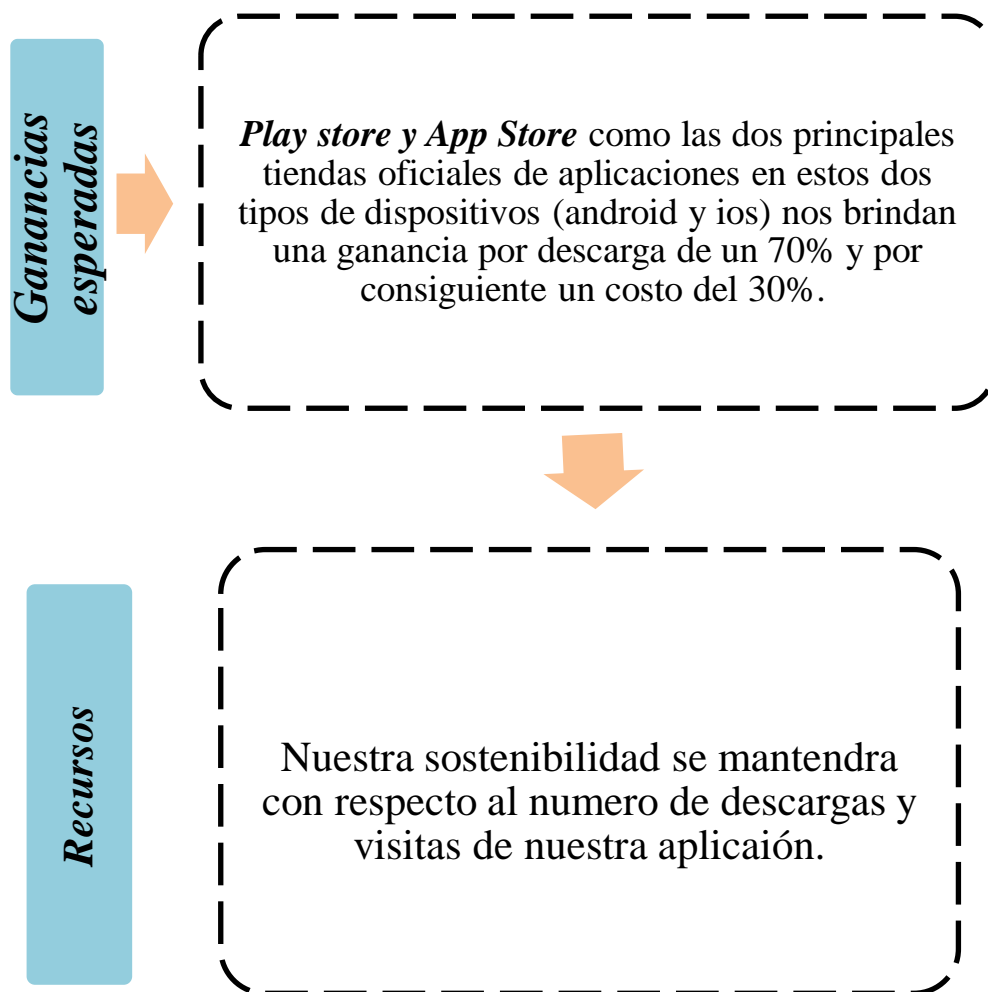 Ganancias
esperadas
Play store y App Store como las dos principales
tiendas oficiales de aplicaciones en estos dos
tipos de dispositivos (android y ios) nos brindan
una ganancia por descarga de un 70% y por
consiguiente un costo del 30%.
Recursos
Nuestra sostenibilidad se mantendra
con respecto al numero de descargas y
visitas de nuestra aplicaión.